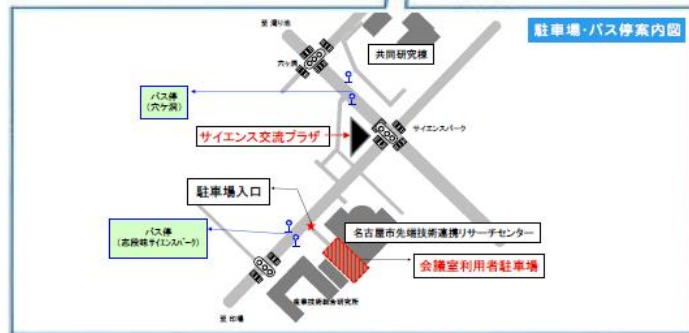 駐車場・バス停案内図
至 濁り池
共同研究棟
穴ケ洞
バス停
（穴ケ洞）
サイエンスパーク
サイエンス交流プラザ
駐車場入口
バス停
（志段味サイエンスパーク）
名古屋市先端技術連携リサーチセンター
会議室利用者駐車場
産業技術総合研究所
至 印場